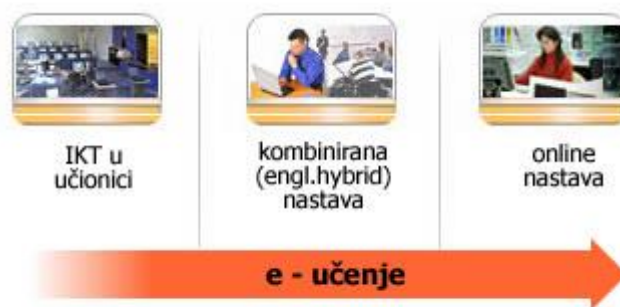 IKT u
učionici
kombinirana
(engl.hybrid)
nastava
online
nastava
e - učenje